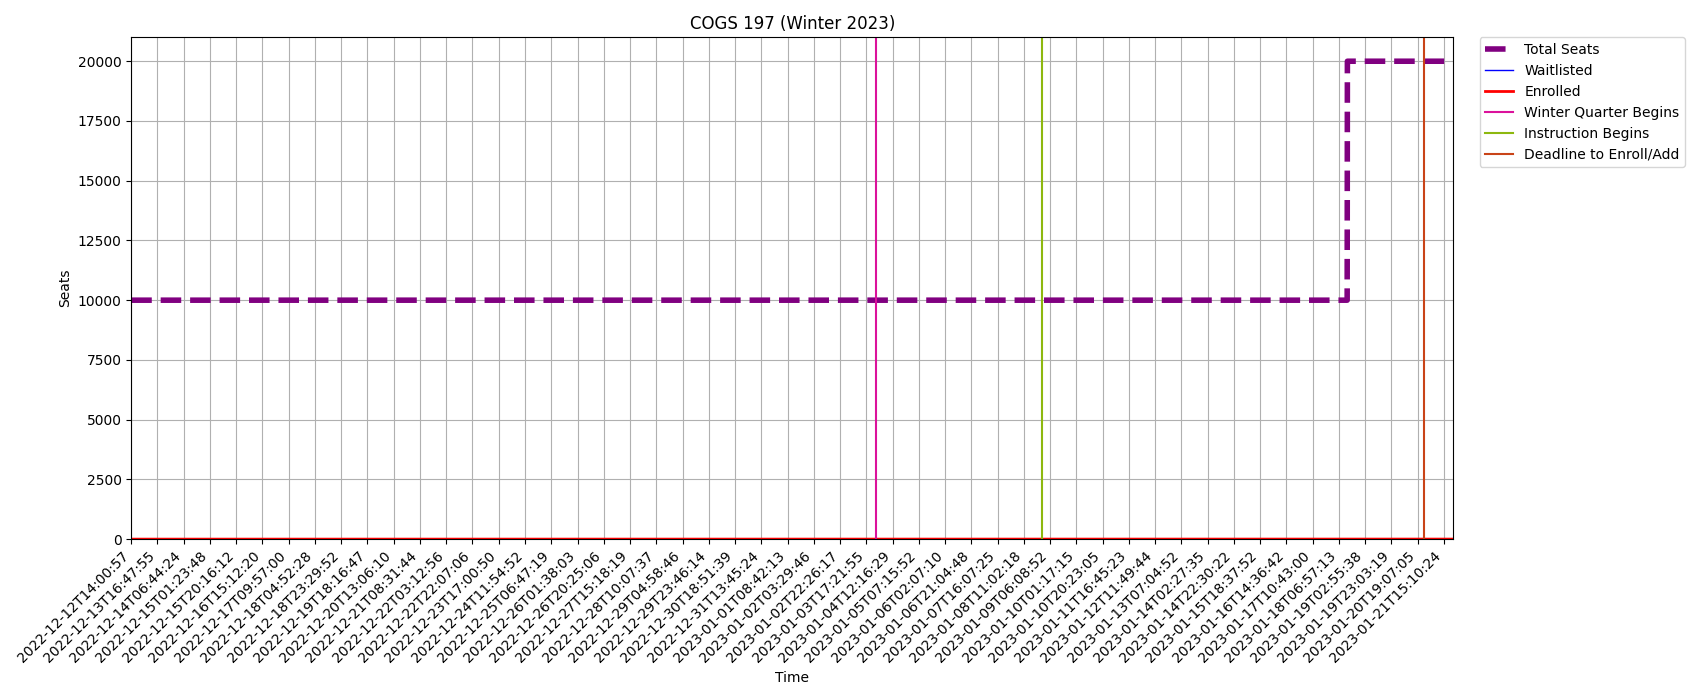 COGS 197 (Winter 2023)
Total Seats
Waitlisted
Enrolled
Winter Quarter Begins
Instruction Begins
Deadline to Enroll/Add
20000
17500
15000
12500
10000
7500
5000
2500
0
Seats
2022-12-12T14:00:57
2022-12-13T16:47:55
2022-12-14T06:44:24
2022-12-15T01:23:48
2022-12-15T20:16:12
2022-12-16T15:12:20
2022-12-17T09:57:00
2022-12-18T04:52:28
2022-12-18T23:29:52
2022-12-19T18:16:47
2022-12-20T13:06:10
2022-12-21T08:31:44
2022-12-22T03:12:56
2022-12-22T22:07:06
2022-12-23T17:00:50
2022-12-24T11:54:52
2022-12-25T06:47:19
2022-12-26T01:38:03
2022-12-26T20:25:06
2022-12-27T15:18:19
2022-12-28T10:07:37
2022-12-29T04:58:46
2022-12-29T23:46:14
2022-12-30T18:51:39
2022-12-31T13:45:24
2023-01-01T08:42:13
2023-01-02T03:29:46
2023-01-02T22:26:17
2023-01-03T17:21:55
2023-01-04T12:16:29
2023-01-05T07:15:52
2023-01-06T02:07:10
2023-01-06T21:04:48
2023-01-07T16:07:25
2023-01-08T11:02:18
2023-01-09T06:08:52
2023-01-10T01:17:15
2023-01-10T20:23:05
2023-01-11T16:45:23
2023-01-12T11:49:44
2023-01-13T07:04:52
2023-01-14T02:27:35
2023-01-14T22:30:22
2023-01-15T18:37:52
2023-01-16T14:36:42
2023-01-17T10:43:00
2023-01-18T06:57:13
2023-01-19T02:55:38
2023-01-19T23:03:19
2023-01-20T19:07:05
2023-01-21T15:10:24
Time